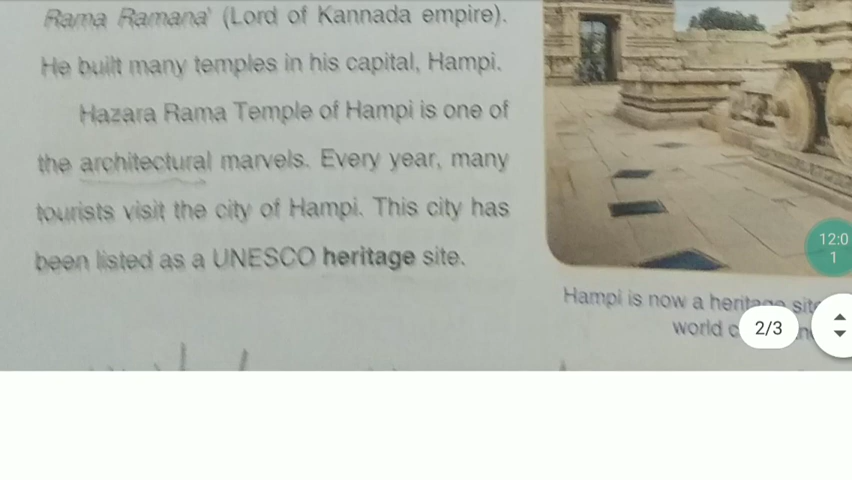 Rama Ramana' (Lord of Kannada empire).
He built many temples in his capital, Hampi.
Hazara Rama Temple of Hampi is one of
the architectural marvels. Every year, many
tourists visit the city of Hampi. This city has
been listed as a UNESCO heritage site.
Hampi is now a heritage site
world
12:0
1
2/3